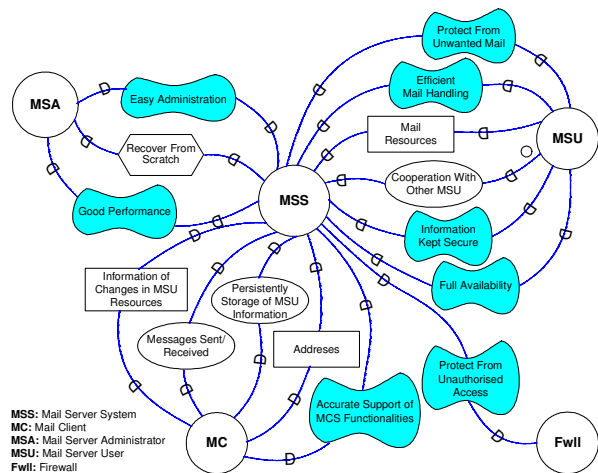 Protect From
Unwanted Mail
Efficient
Mail Handling
Easy Administration
MSA
Mail
Resources
MSU
Recover From
Scratch
Cooperation With
Other MSU
MSS
Good Performance
Information
Kept Secure
Information of
Changes in MSU
Resources
Persistently
Storage of MSU
Information
Full Availability
Messages Sent/
Received
Addreses
Protect From
Unauthorised
Access
Accurate Support of
MCS Functionalities
MC
Fwll
MSS: Mail Server System
MC: Mail Client
MSA: Mail Server Administrator
MSU: Mail Server User
Fwll: Firewall